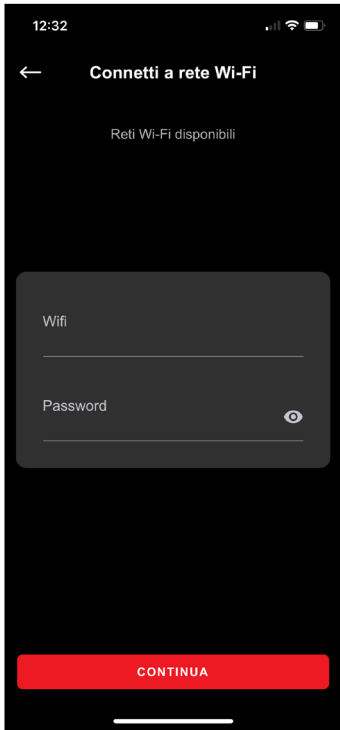 12:32
Connetti a rete Wi-Fi
Reti Wi-Fi disponibili
Wifi
Password
CONTINUA